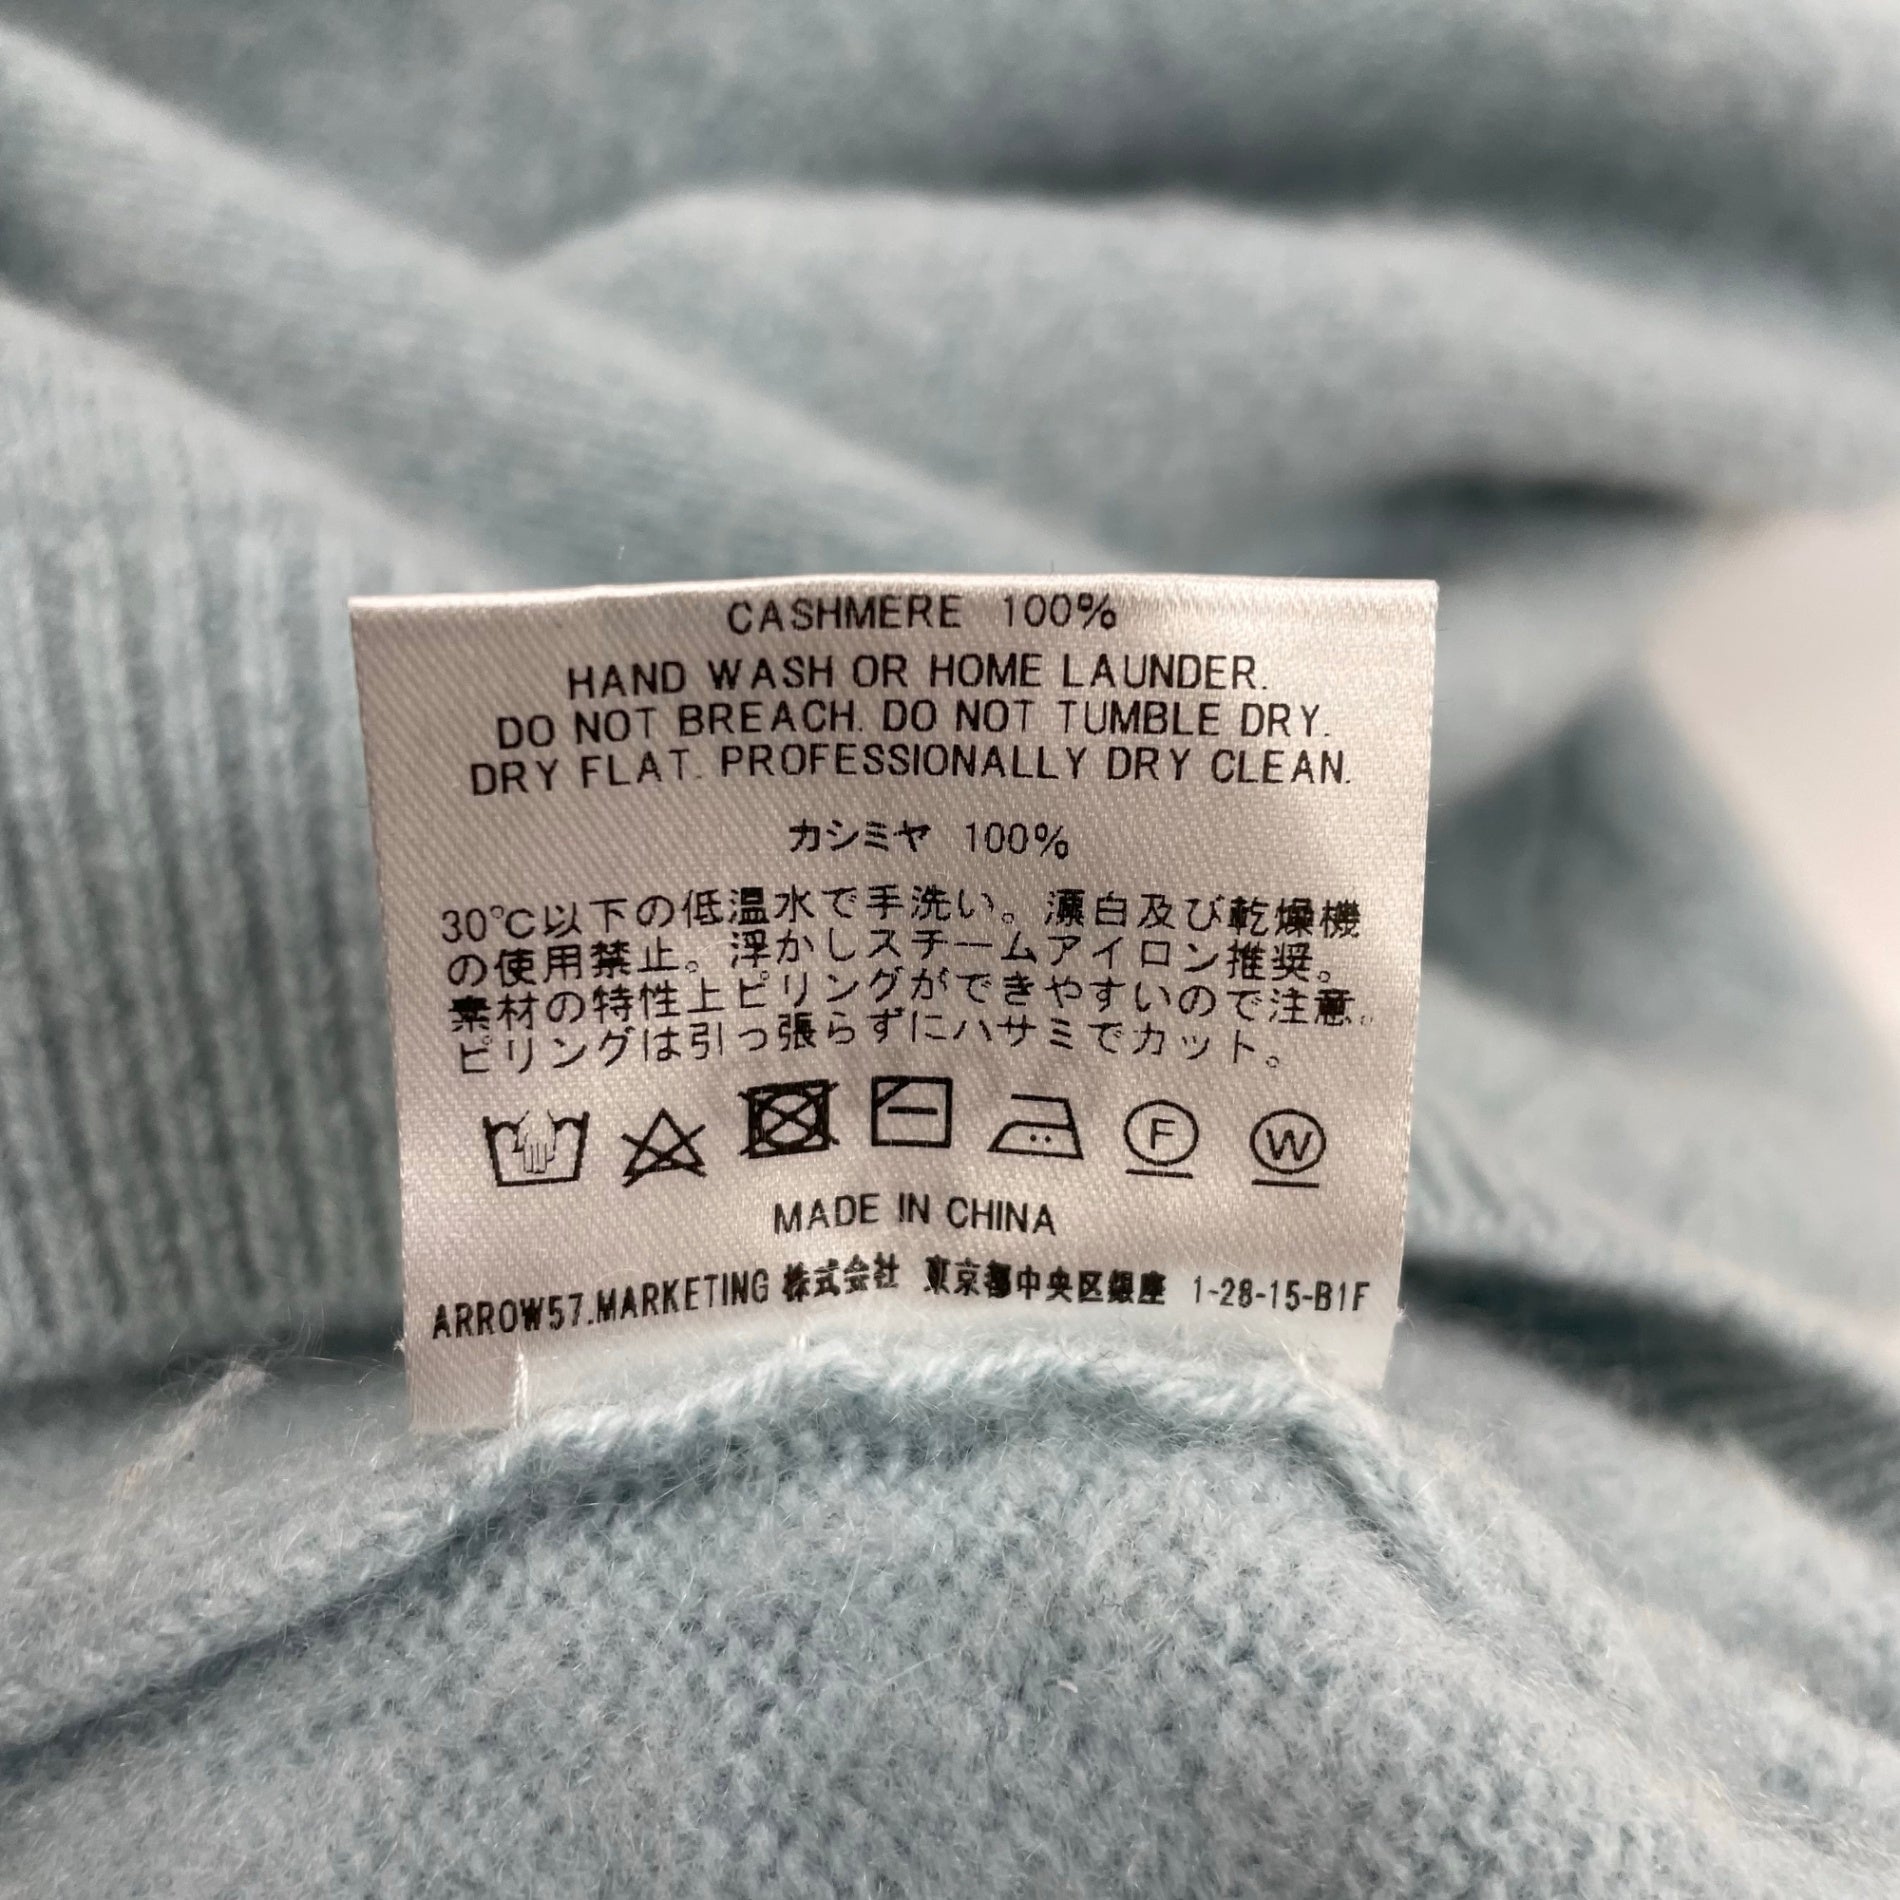 CASHMERE 100%
HAND WASH OR HOME LAUNDER.
DO NOT BREACH. DO NOT TUMBLE DRY.
DRY FLAT. PROFESSIONALLY DRY CLEAN.
カシミヤ 100%
30℃以下の低温水で手洗い。漂白及び乾燥機
の使用禁止。浮かしスチームアイロン推奨。
素材の特性上ピリングができやすいので注意。
ピリングは引っ張らずにハサミでカット。
F W
MADE IN CHINA
ARROW57.MARKETING 株式会社 東京都中央区銀座 1-28-15-B1F